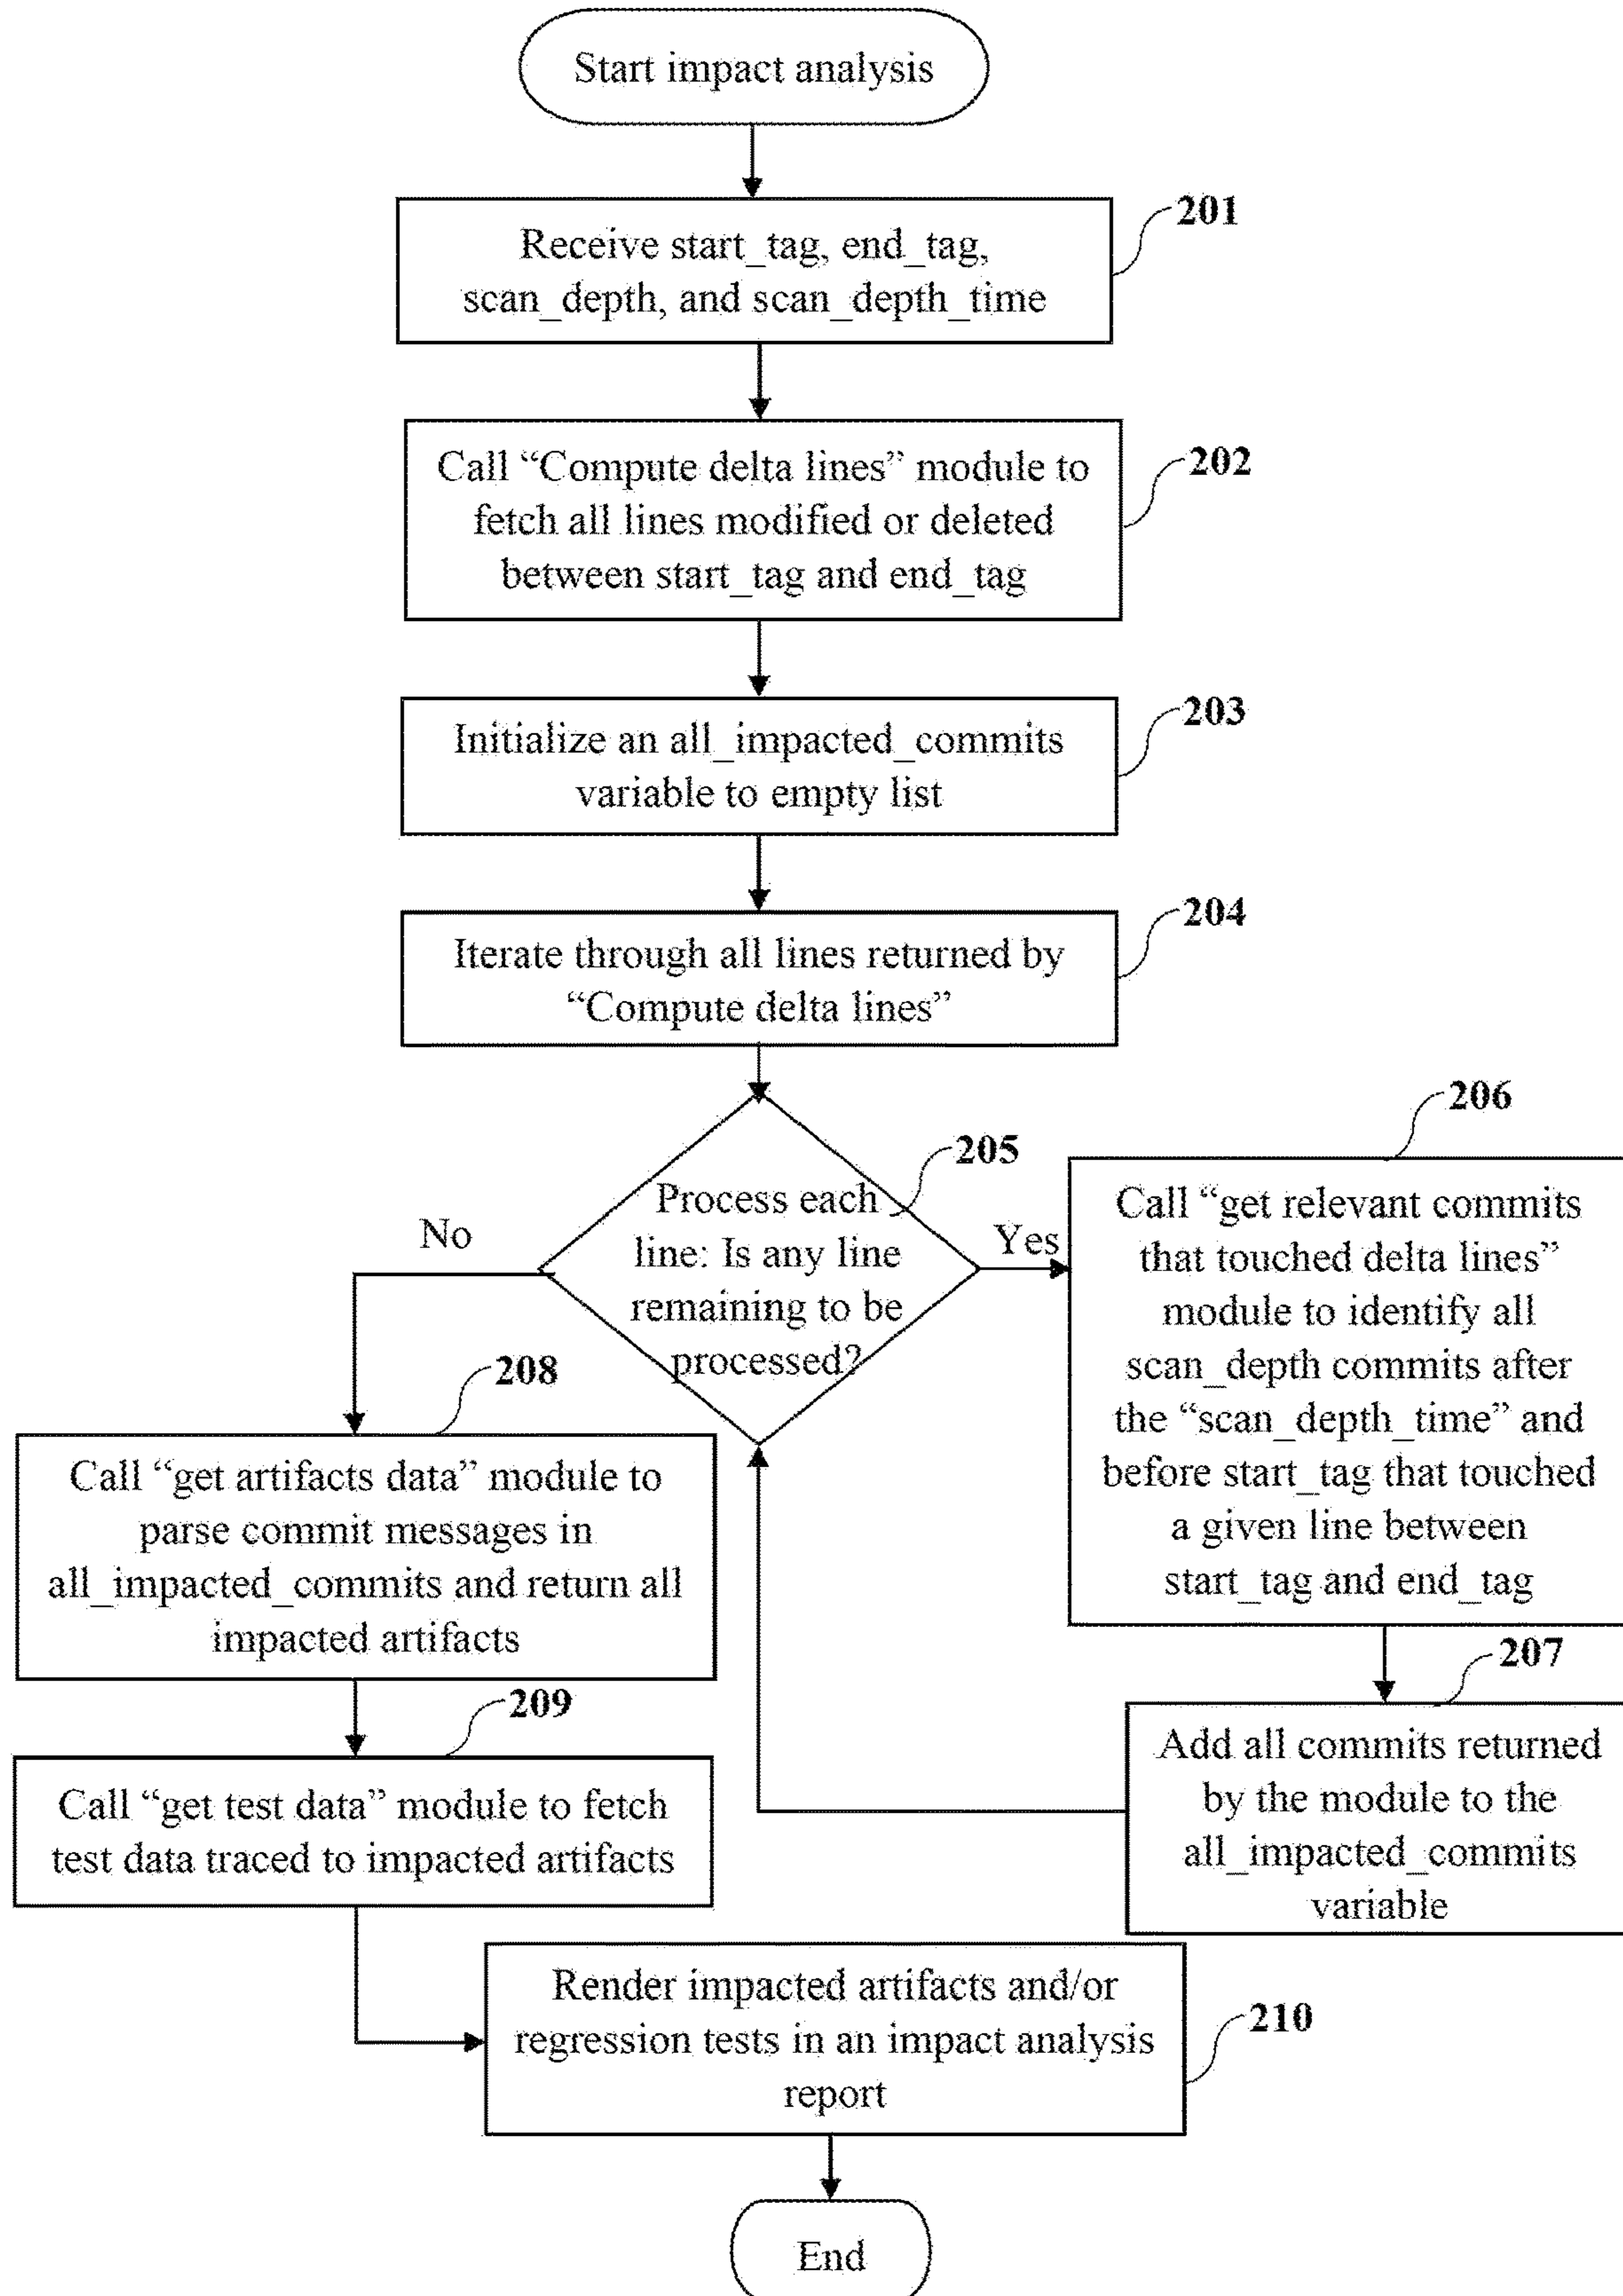 Start impact analysis
201
Receive start_tag, end_tag,
scan_depth, and scan_depth_time
202
Call “Compute delta lines” module to
fetch all lines modified or deleted
between start_tag and end_tag
203
Initialize an all_impacted_commits
variable to empty list
204
Iterate through all lines returned by
“Compute delta lines”
205
Process each
line: Is any line
remaining to be
processed?
No
Yes
206
Call “get relevant commits
that touched delta lines”
module to identify all
scan_depth commits after
the “scan_depth_time” and
before start_tag that touched
a given line between
start_tag and end_tag
207
Add all commits returned
by the module to the
all_impacted_commits
variable
208
Call “get artifacts data” module to
parse commit messages in
all_impacted_commits and return all
impacted artifacts
209
Call “get test data” module to fetch
test data traced to impacted artifacts
210
Render impacted artifacts and/or
regression tests in an impact analysis
report
End